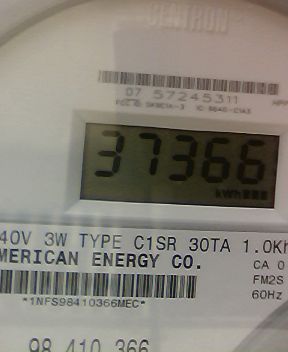 CENTRON
07 57245311
37366
kWh
40V 3W TYPE C1SR 30TA 1.0Kh
MERICAN ENERGY CO.
CA 0
FM2S
*1NFS98410366MEC*
60Hz
98 410 366